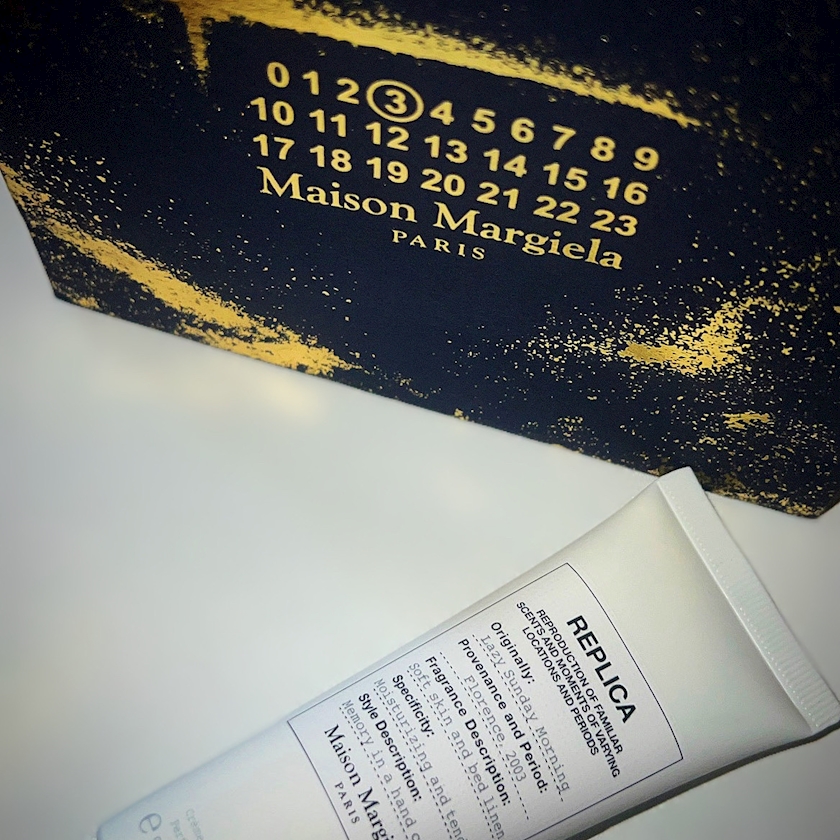 0 1 2 3 4 5 6 7 8 9
10 11 12 13 14 15 16
17 18 19 20 21 22 23
Maison Margiela
PARIS
REPLICA
REPRODUCTION OF FAMILIAR
SCENTS AND MOMENTS OF VARYING
LOCATIONS AND PERIODS
Originally:
Lazy Sunday Morning
Provenance and Period:
Florence, 2003
Fragrance Description:
Soft skin and bed linen
Specificity:
Moisturizing and
Style Description:
Memory in a hand
Maison
PARIS